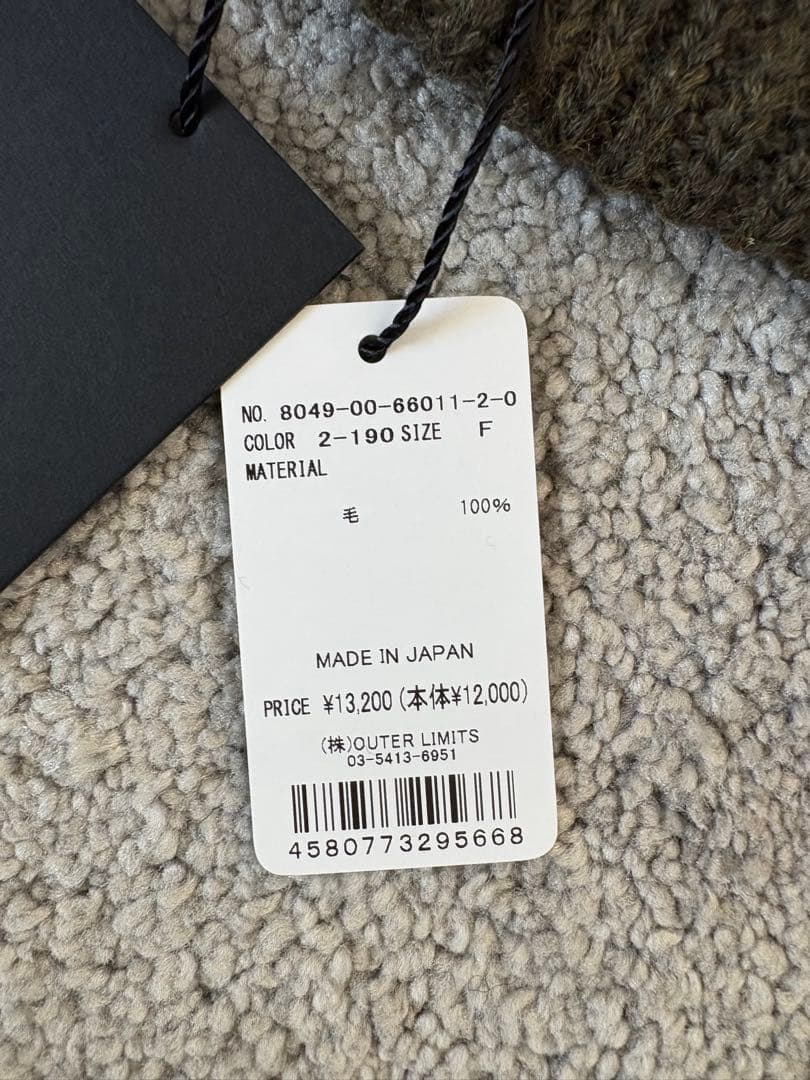 NO. 8049-00-66011-2-0
COLOR 2-190 SIZE F
MATERIAL
毛 100%
MADE IN JAPAN
PRICE ¥13,200 (本体¥12,000)
(株)OUTER LIMITS
03-5413-6951
4580773295668